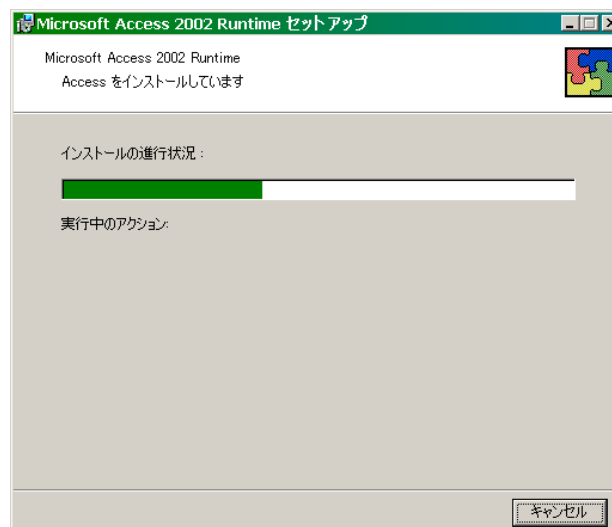 Microsoft Access 2002 Runtime セットアップ
Microsoft Access 2002 Runtime
Access をインストールしています
インストールの進行状況：
実行中のアクション:
キャンセル